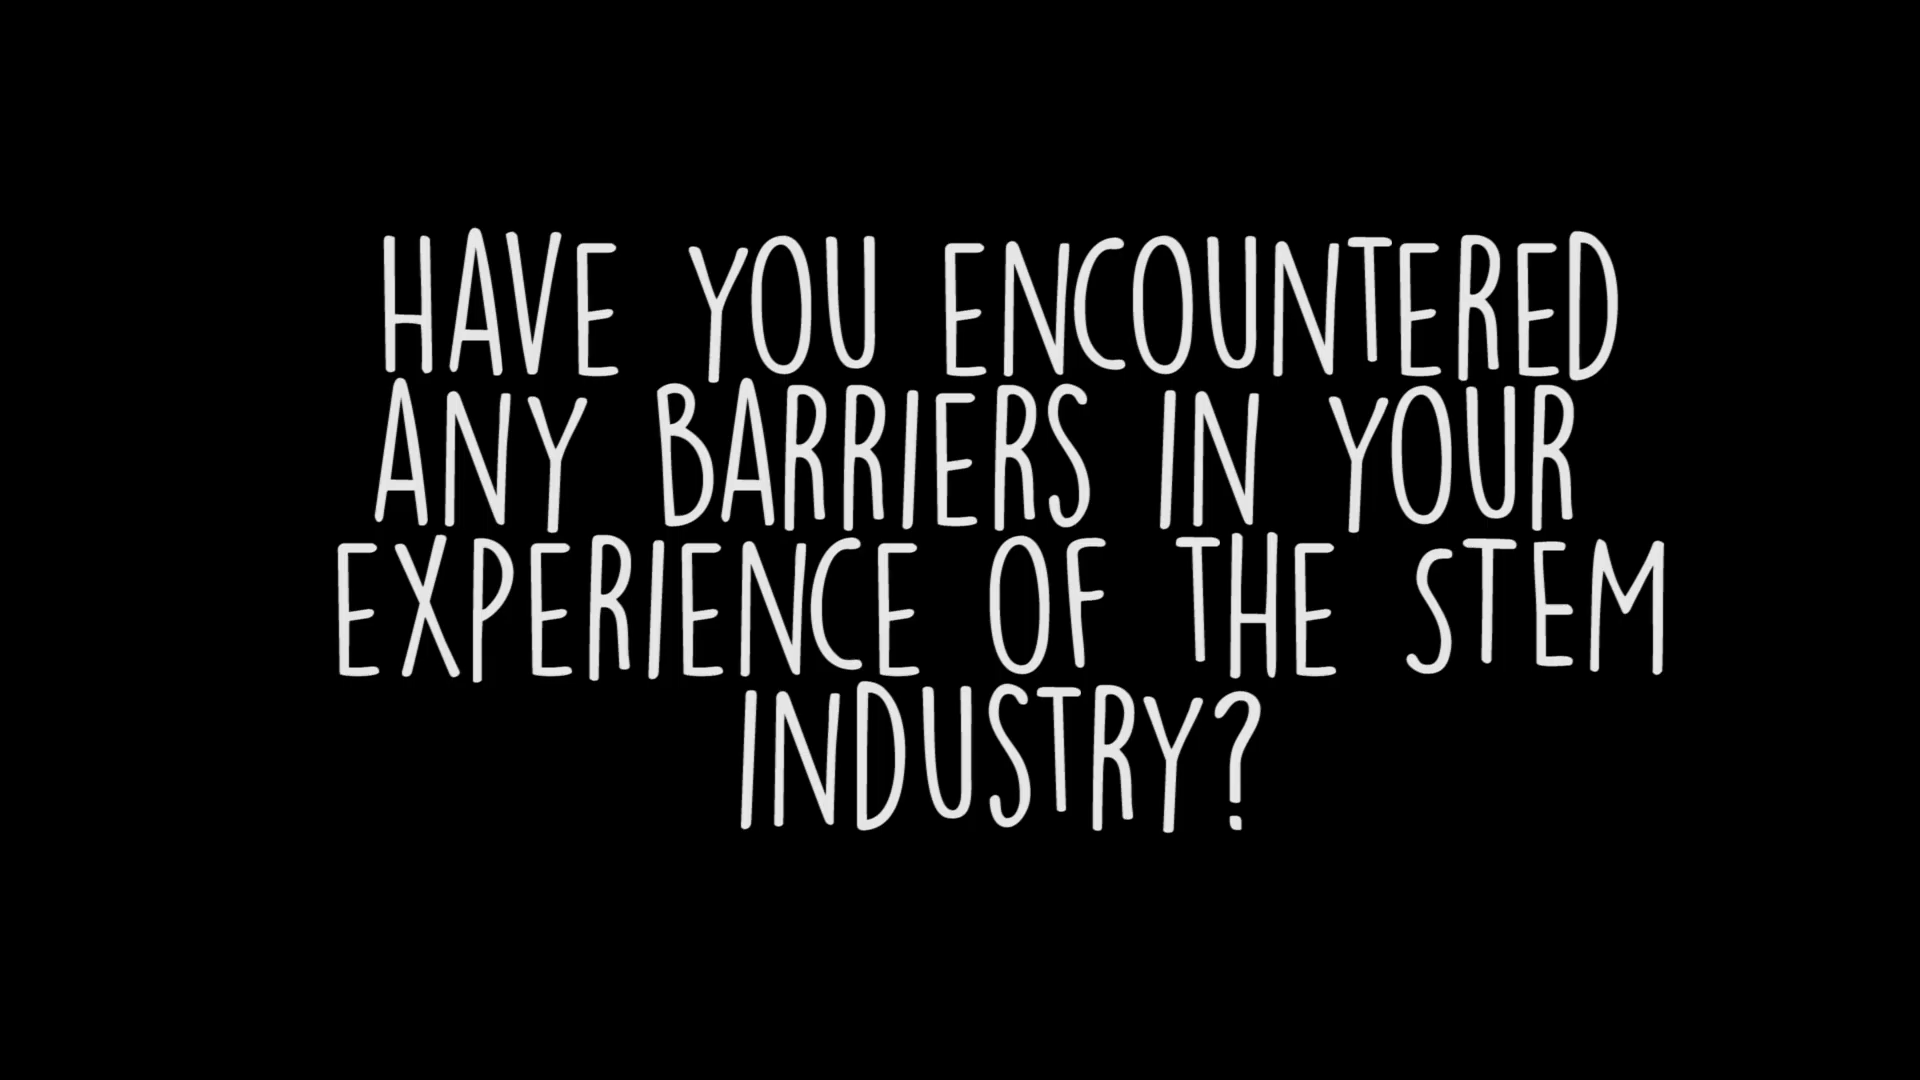 HAVE YOU ENCOUNTERED
ANY BARRIERS IN YOUR
EXPERIENCE OF THE STEM
INDUSTRY?